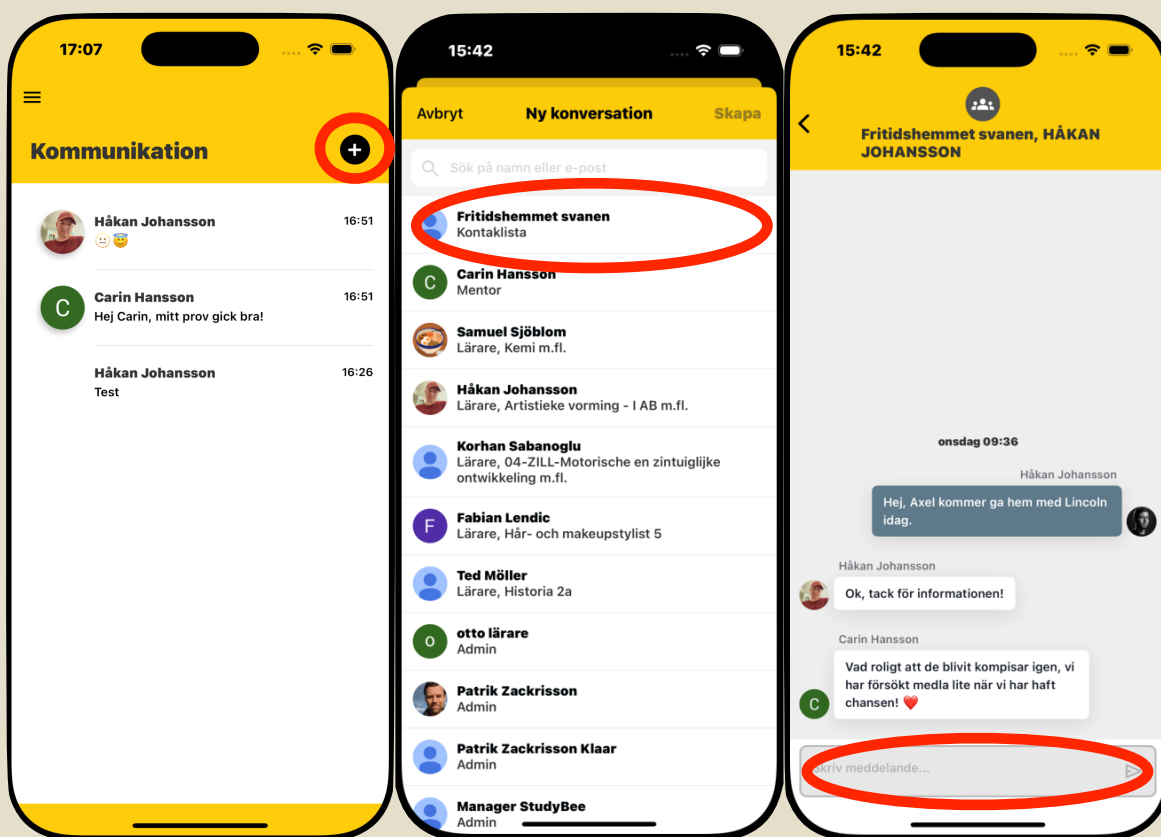 17:07
Kommunikation
Håkan Johansson
16:51
😐😇
Carin Hansson
16:51
Hej Carin, mitt prov gick bra!
Håkan Johansson
16:26
Test
15:42
Avbryt
Ny konversation
Skapa
Sök på namn eller e-post
Fritidshemmet svanen
Kontaklista
C
Carin Hansson
Mentor
Samuel Sjöblom
Lärare, Kemi m.fl.
Håkan Johansson
Lärare, Artistieke vorming - I AB m.fl.
Korhan Sabanoglu
Lärare, 04-ZILL-Motorische en zintuiglijke
ontwikkeling m.fl.
F
Fabian Lendic
Lärare, Hår- och makeupstylist 5
Ted Möller
Lärare, Historia 2a
o
otto lärare
Admin
Patrik Zackrisson
Admin
Patrik Zackrisson Klaar
Admin
Manager StudyBee
Admin
15:42
Fritidshemmet svanen, HÅKAN
JOHANSSON
onsdag 09:36
Håkan Johansson
Hej, Axel kommer ga hem med Lincoln
idag.
Håkan Johansson
Ok, tack för informationen!
Carin Hansson
Vad roligt att de blivit kompisar igen, vi
har försökt medla lite när vi har haft
chansen! ❤️
C
Skriv meddelande...